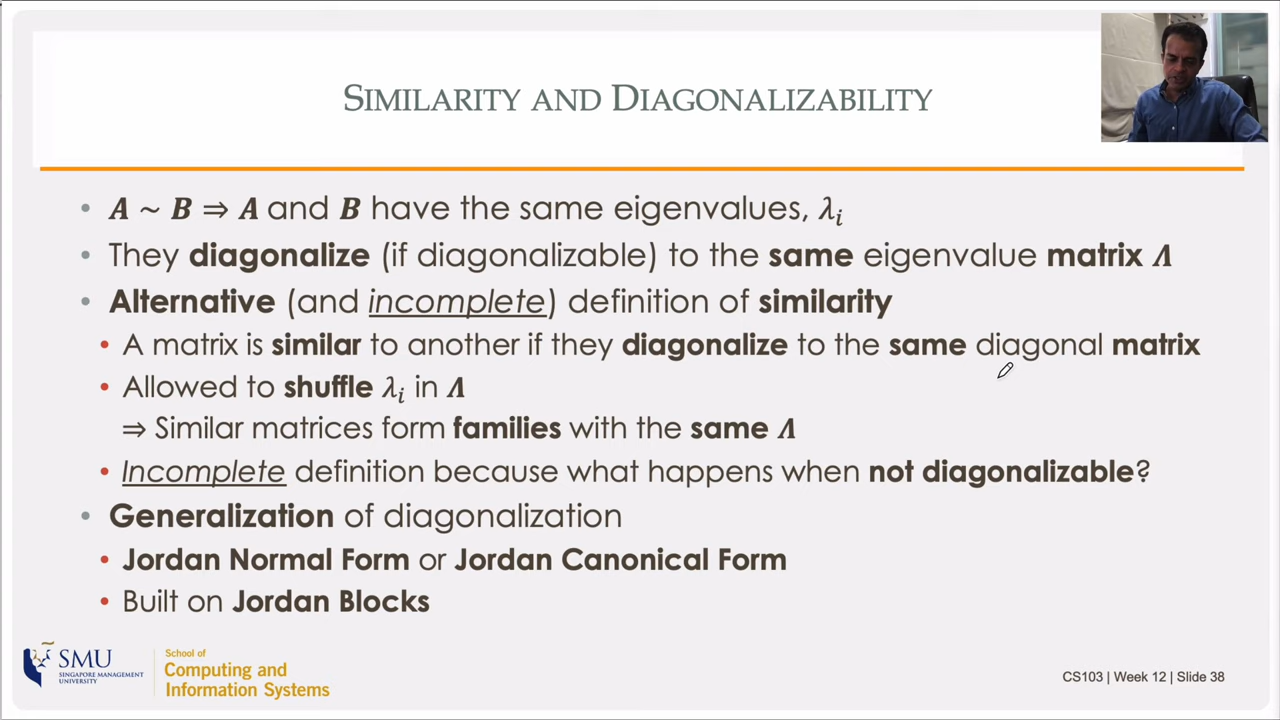 SIMILARITY AND DIAGONALIZABILITY
• A ~ B ⇒ A and B have the same eigenvalues, λᵢ
• They diagonalize (if diagonalizable) to the same eigenvalue matrix Λ
• Alternative (and incomplete) definition of similarity
• A matrix is similar to another if they diagonalize to the same diagonal matrix
• Allowed to shuffle λᵢ in Λ
⇒ Similar matrices form families with the same Λ
• Incomplete definition because what happens when not diagonalizable?
• Generalization of diagonalization
• Jordan Normal Form or Jordan Canonical Form
• Built on Jordan Blocks
SMU
SINGAPORE MANAGEMENT
UNIVERSITY
School of
Computing and
Information Systems
CS103 | Week 12 | Slide 38